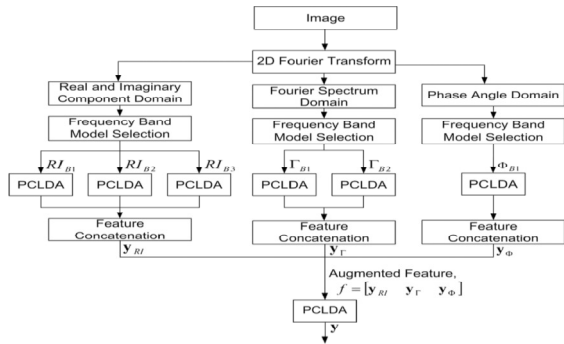 Image
2D Fourier Transform
Real and Imaginary
Component Domain
Fourier Spectrum
Domain
Phase Angle Domain
Frequency Band
Model Selection
Frequency Band
Model Selection
Frequency Band
Model Selection
RI_B1
RI_B2
RI_B3
Γ_B1
Γ_B2
Φ_B1
PCLDA
PCLDA
PCLDA
PCLDA
PCLDA
PCLDA
Feature
Concatenation
Feature
Concatenation
Feature
Concatenation
y_RI
y_Γ
y_Φ
Augmented Feature,
f = [y_RI y_Γ y_Φ]
PCLDA
y